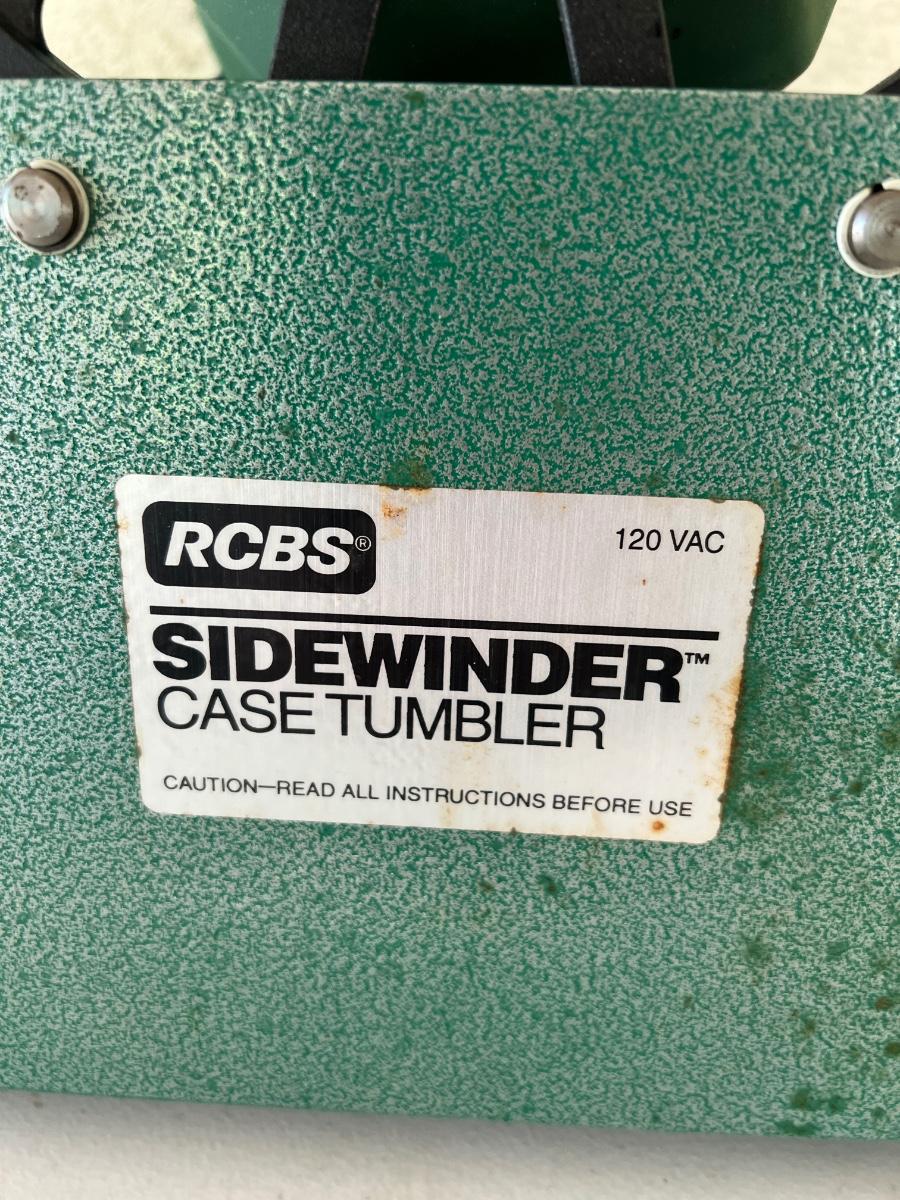 RCBS®
120 VAC
SIDEWINDER™
CASE TUMBLER
CAUTION—READ ALL INSTRUCTIONS BEFORE USE